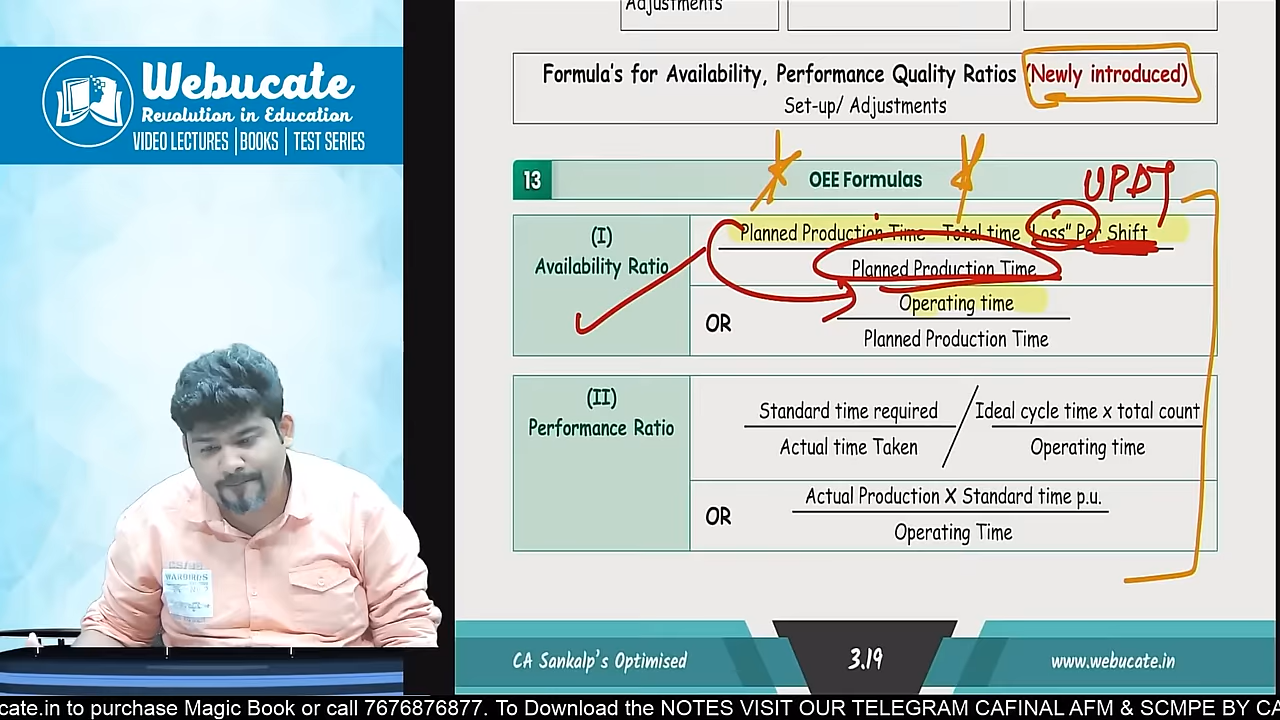 Webucate
Revolution in Education
VIDEO LECTURES | BOOKS | TEST SERIES
Adjustments
Formula's for Availability, Performance Quality Ratios (Newly introduced)
Set-up/ Adjustments
13
OEE Formulas
UPDT
(I)
Availability Ratio
Planned Production Time - Total time "Loss" Per Shift
Planned Production Time
OR
Operating time
Planned Production Time
(II)
Performance Ratio
Standard time required / Ideal cycle time x total count
Actual time Taken Operating time
OR
Actual Production X Standard time p.u.
Operating Time
WARBIRDS
CA Sankalp's Optimised
3.19
www.webucate.in
cate.in to purchase Magic Book or call 7676876877. To Download the NOTES VISIT OUR TELEGRAM CAFINAL AFM & SCMPE BY CA